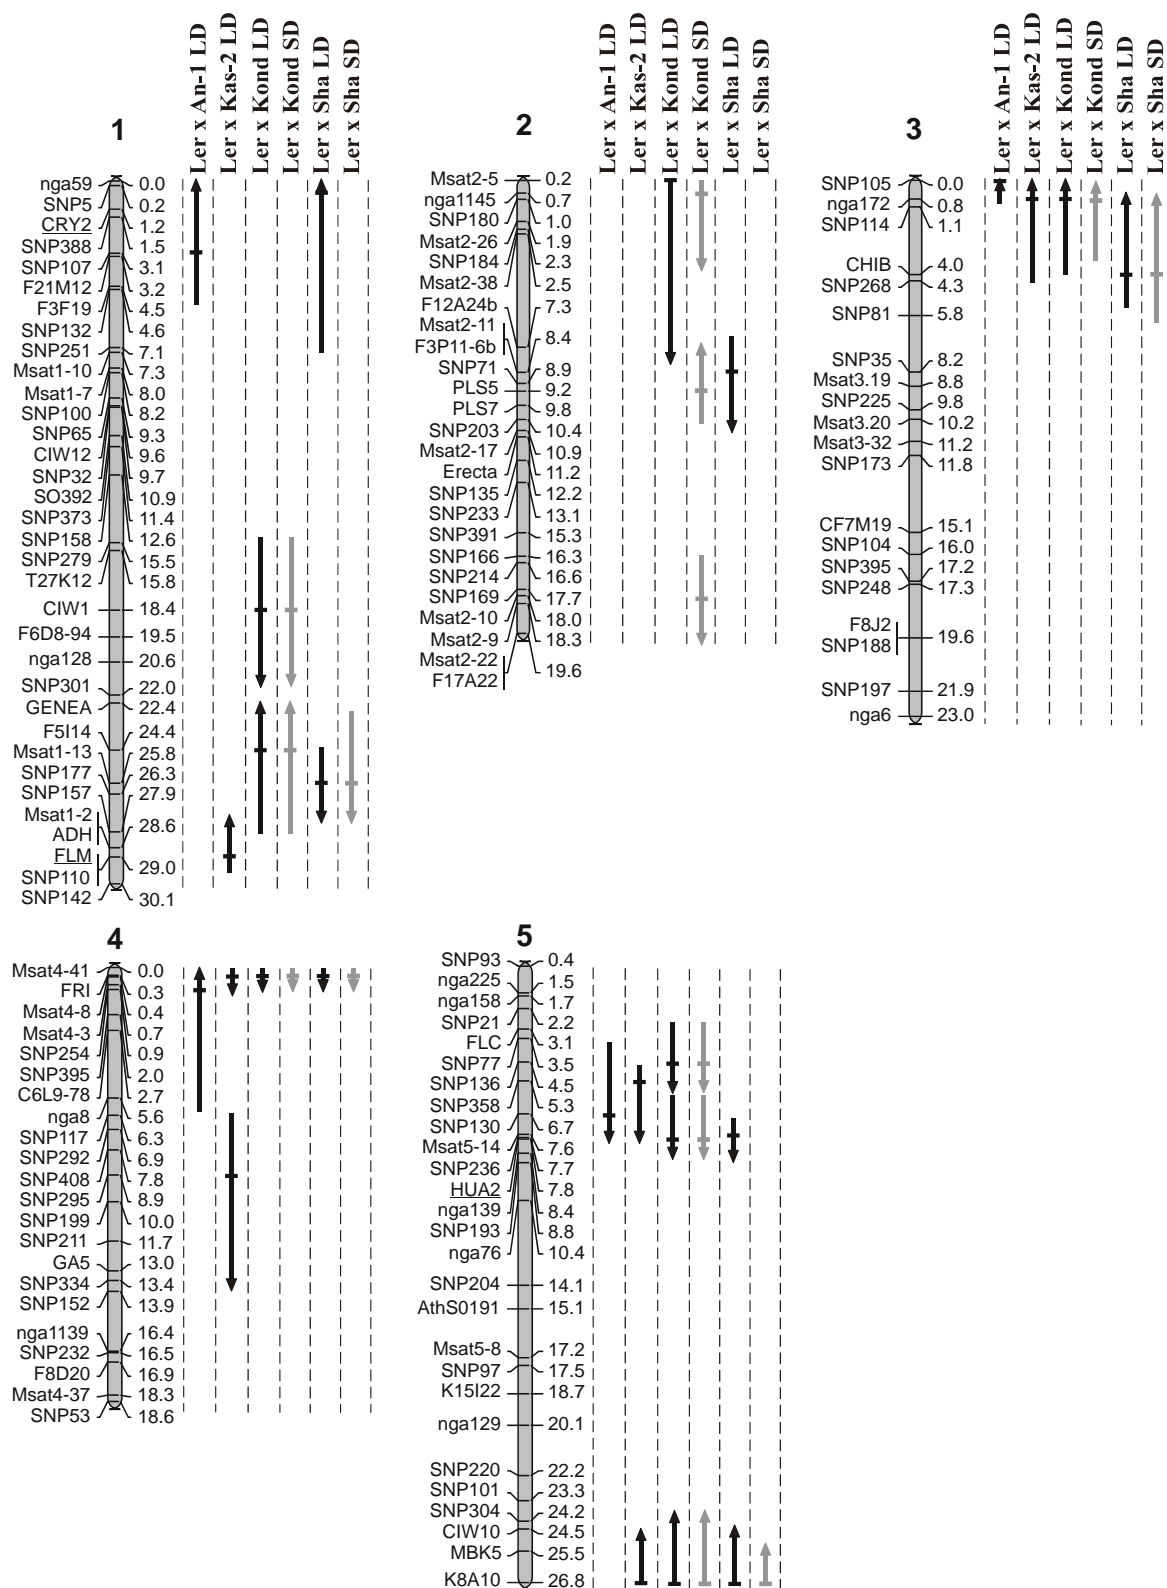 Ler x An-1 LD
Ler x Kas-2 LD
Ler x Kond LD
Ler x Kond SD
Ler x Sha LD
Ler x Sha SD
1
nga59 0.0
SNP5 0.2
CRY2 1.2
SNP388 1.5
SNP107 3.1
F21M12 3.2
F3F19 4.5
SNP132 4.6
SNP251 7.1
Msat1-10 7.3
Msat1-7 8.0
SNP100 8.2
SNP65 9.3
CIW12 9.6
SNP32 9.7
SO392 10.9
SNP373 11.4
SNP158 12.6
SNP279 15.5
T27K12 15.8
CIW1 18.4
F6D8-94 19.5
nga128 20.6
SNP301 22.0
GENEA 22.4
F5I14 24.4
Msat1-13 25.8
SNP177 26.3
SNP157 27.9
Msat1-2
ADH 28.6
FLM
SNP110 29.0
SNP142 30.1
Ler x An-1 LD
Ler x Kas-2 LD
Ler x Kond LD
Ler x Kond SD
Ler x Sha LD
Ler x Sha SD
2
Msat2-5 0.2
nga1145 0.7
SNP180 1.0
Msat2-26 1.9
SNP184 2.3
Msat2-38 2.5
F12A24b 7.3
Msat2-11
F3P11-6b 8.4
SNP71 8.9
PLS5 9.2
PLS7 9.8
SNP203 10.4
Msat2-17 10.9
Erecta 11.2
SNP135 12.2
SNP233 13.1
SNP391 15.3
SNP166 16.3
SNP214 16.6
SNP169 17.7
Msat2-10 18.0
Msat2-9 18.3
Msat2-22
F17A22 19.6
Ler x An-1 LD
Ler x Kas-2 LD
Ler x Kond LD
Ler x Kond SD
Ler x Sha LD
Ler x Sha SD
3
SNP105 0.0
nga172 0.8
SNP114 1.1
CHIB 4.0
SNP268 4.3
SNP81 5.8
SNP35 8.2
Msat3.19 8.8
SNP225 9.8
Msat3.20 10.2
Msat3-32 11.2
SNP173 11.8
CF7M19 15.1
SNP104 16.0
SNP395 17.2
SNP248 17.3
F8J2
SNP188 19.6
SNP197 21.9
nga6 23.0
4
Msat4-41 0.0
FRI 0.3
Msat4-8 0.4
Msat4-3 0.7
SNP254 0.9
SNP395 2.0
C6L9-78 2.7
nga8 5.6
SNP117 6.3
SNP292 6.9
SNP408 7.8
SNP295 8.9
SNP199 10.0
SNP211 11.7
GA5 13.0
SNP334 13.4
SNP152 13.9
nga1139 16.4
SNP232 16.5
F8D20 16.9
Msat4-37 18.3
SNP53 18.6
5
SNP93 0.4
nga225 1.5
nga158 1.7
SNP21 2.2
FLC 3.1
SNP77 3.5
SNP136 4.5
SNP358 5.3
SNP130 6.7
Msat5-14 7.6
SNP236 7.7
HUA2 7.8
nga139 8.4
SNP193 8.8
nga76 10.4
SNP204 14.1
AthS0191 15.1
Msat5-8 17.2
SNP97 17.5
K15I22 18.7
nga129 20.1
SNP220 22.2
SNP101 23.3
SNP304 24.2
CIW10 24.5
MBK5 25.5
K8A10 26.8